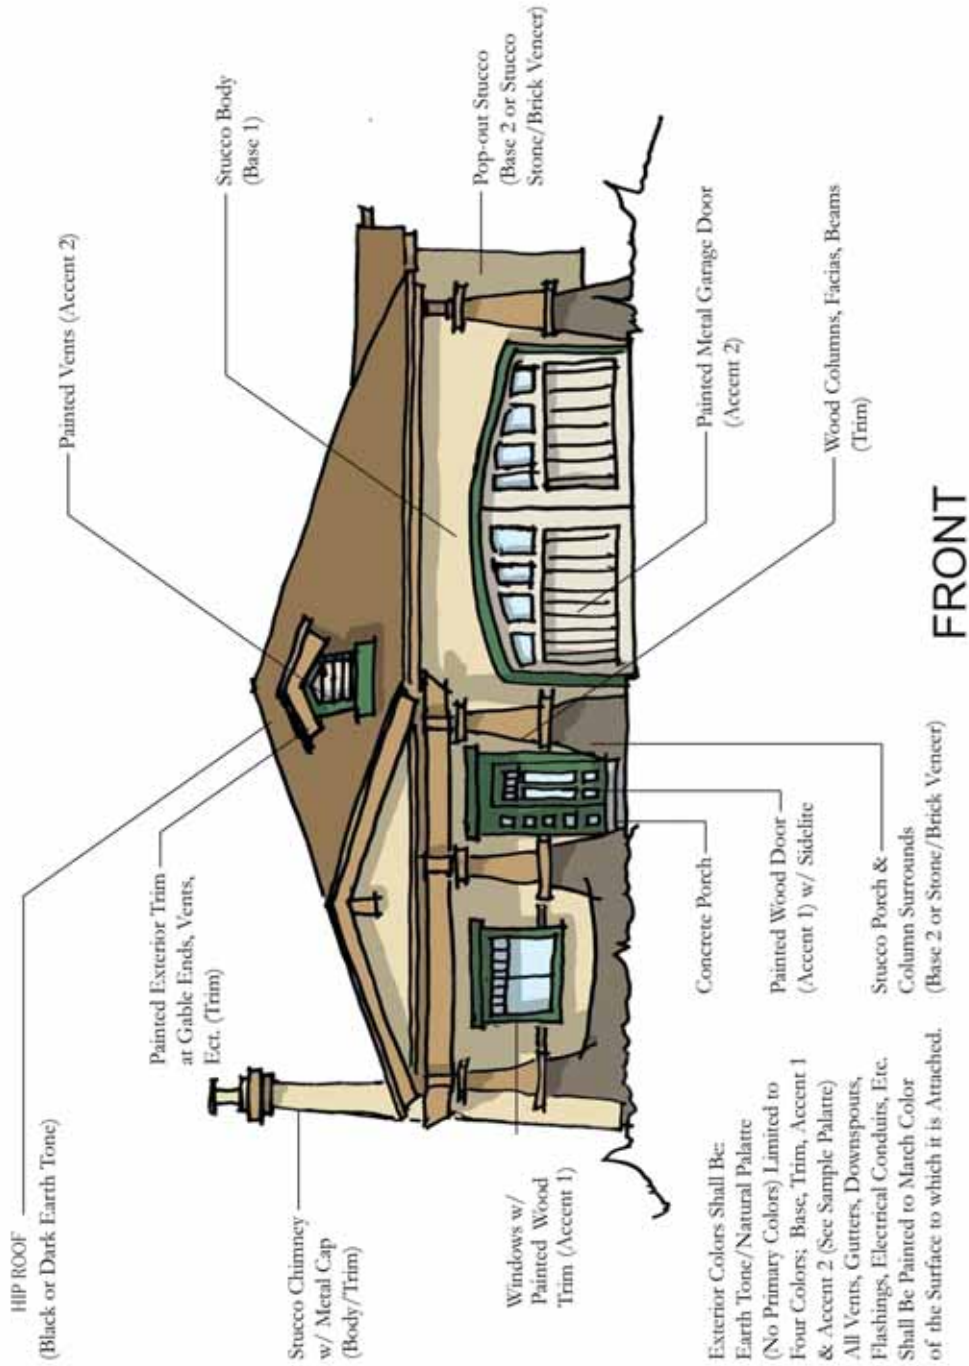 HIP ROOF
(Black or Dark Earth Tone)
Painted Vents (Accent 2)
Stucco Body
(Base 1)
Painted Exterior Trim
at Gable Ends, Vents,
Ect. (Trim)
Stucco Chimney
w/ Metal Cap
(Body/Trim)
Pop-out Stucco
(Base 2 or Stucco
Stone/Brick Veneer)
Windows w/
Painted Wood
Trim (Accent 1)
Concrete Porch
Painted Wood Door
(Accent 1) w/ Sidelite
Stucco Porch &
Column Surrounds
(Base 2 or Stone/Brick Veneer)
Painted Metal Garage Door
(Accent 2)
Wood Columns, Facias, Beams
(Trim)
Exterior Colors Shall Be:
Earth Tone/Natural Palatte
(No Primary Colors) Limited to
Four Colors; Base, Trim, Accent 1
& Accent 2 (See Sample Palatte)
All Vents, Gutters, Downspouts,
Flashings, Electrical Conduits, Etc.
Shall Be Painted to Match Color
of the Surface to which it is Attached.
FRONT